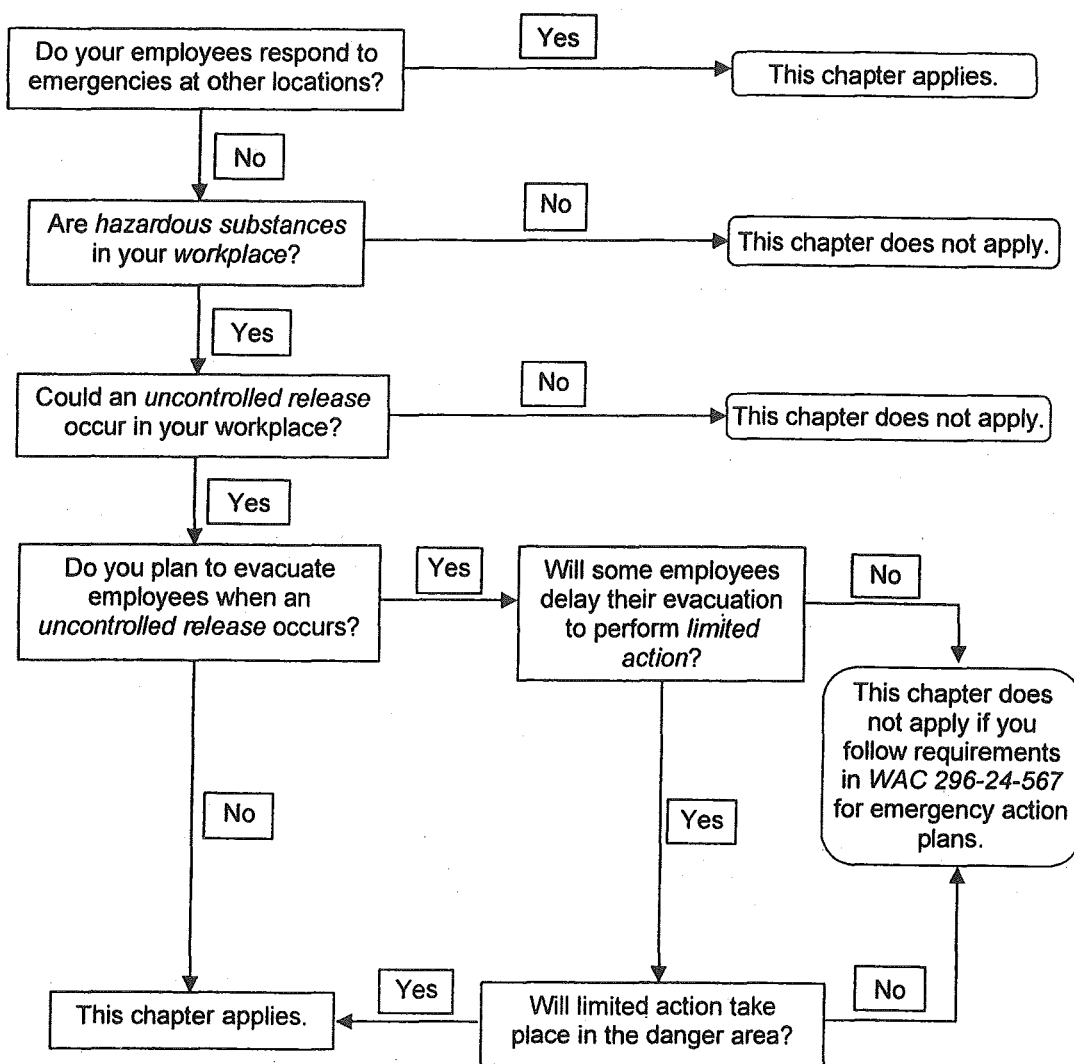 Do your employees respond to
emergencies at other locations?
Yes
This chapter applies.
No
Are hazardous substances
in your workplace?
No
This chapter does not apply.
Yes
Could an uncontrolled release
occur in your workplace?
No
This chapter does not apply.
Yes
Do you plan to evacuate
employees when an
uncontrolled release occurs?
Yes
Will some employees
delay their evacuation
to perform limited
action?
No
This chapter does
not apply if you
follow requirements
in WAC 296-24-567
for emergency action
plans.
No
Yes
This chapter applies.
Yes
Will limited action take
place in the danger area?
No